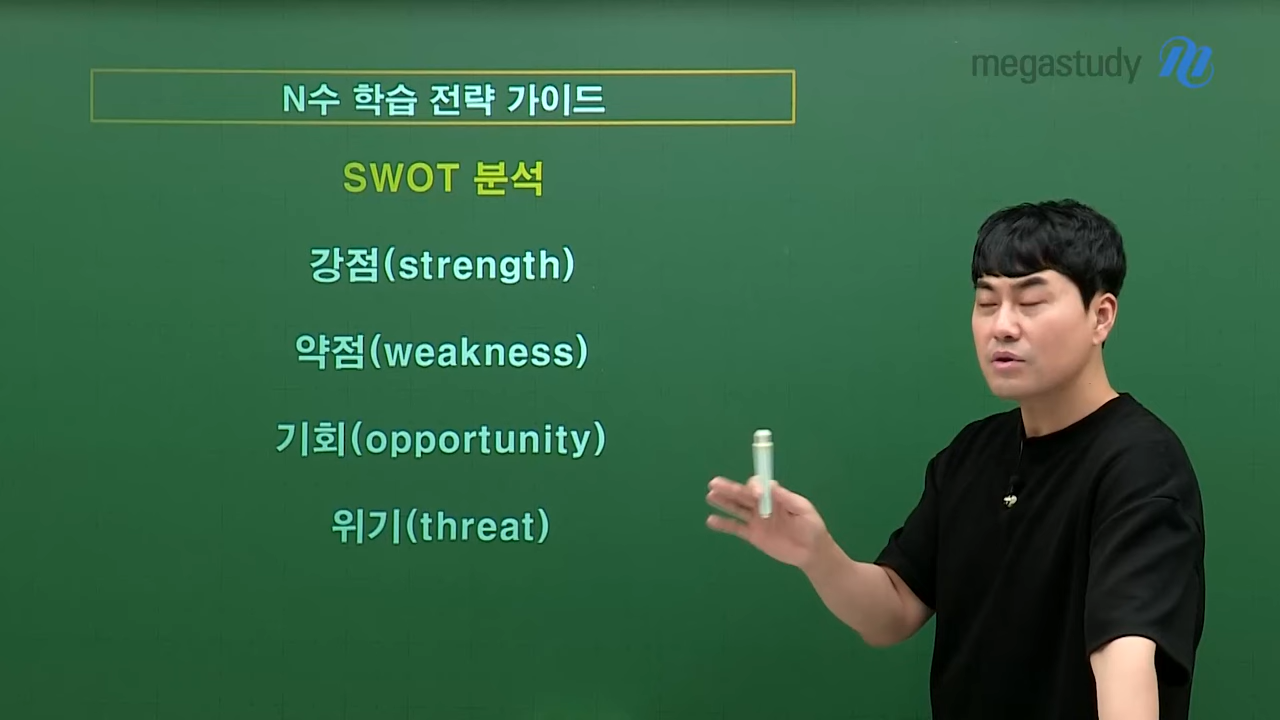 megastudy
N수 학습 전략 가이드
SWOT 분석
강점(strength)
약점(weakness)
기회(opportunity)
위기(threat)